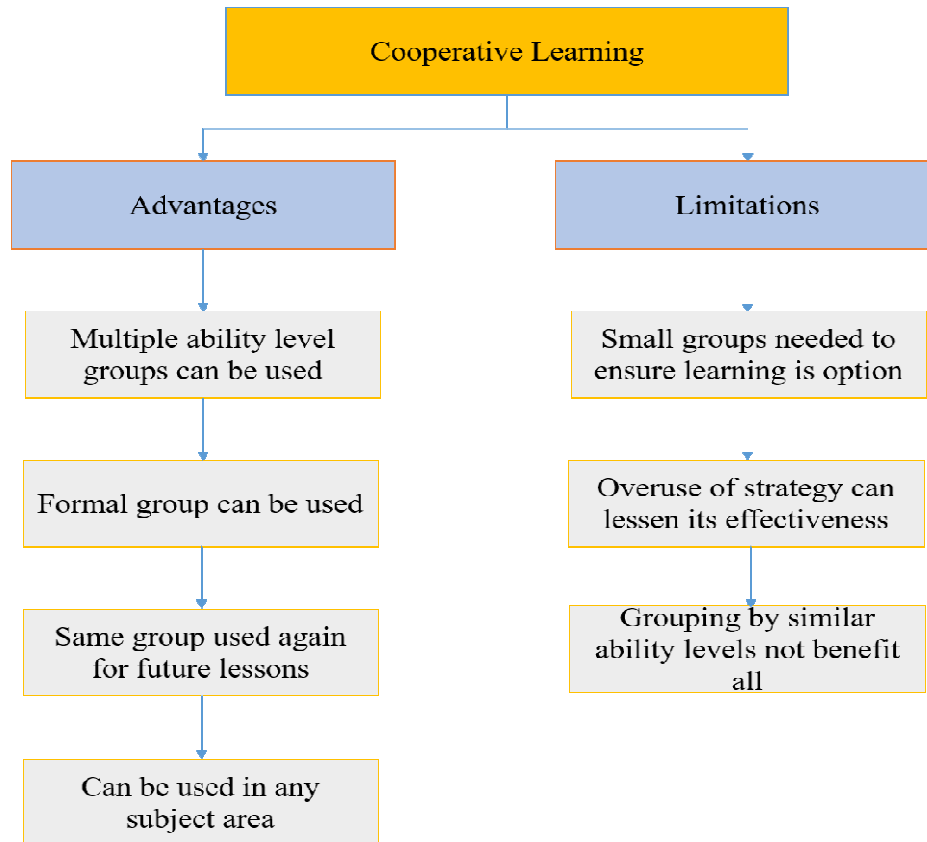 Cooperative Learning
Advantages
Limitations
Multiple ability level
groups can be used
Small groups needed to
ensure learning is option
Formal group can be used
Overuse of strategy can
lessen its effectiveness
Same group used again
for future lessons
Grouping by similar
ability levels not benefit
all
Can be used in any
subject area